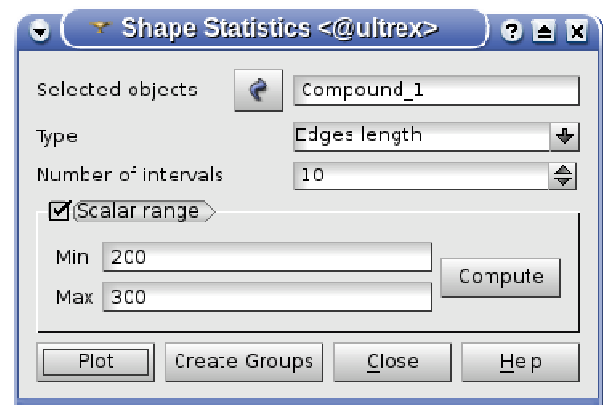 Shape Statistics <@ultrex>
Selected objects Compound_1
Type Edges length
Number of intervals 10
Scalar range
Min 200
Max 300
Compute
Plot Create Groups Close Help